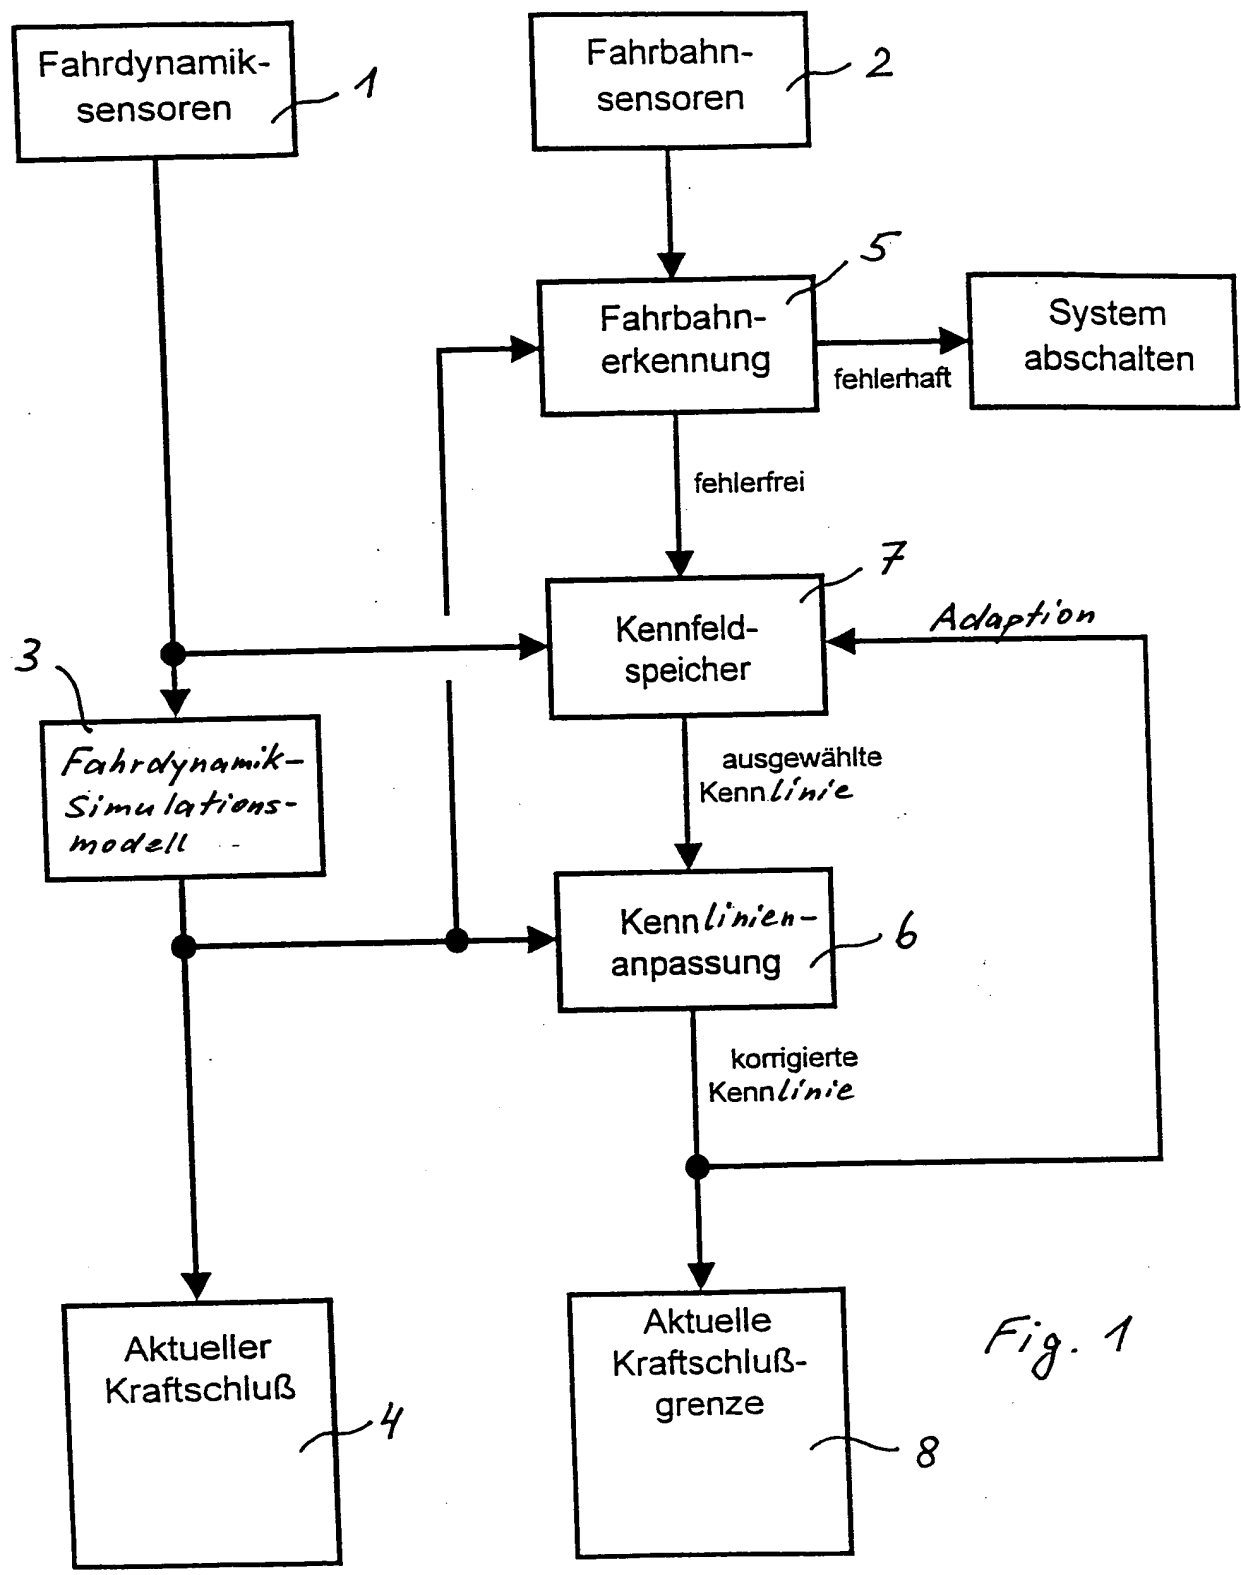 Fahrdynamik-
sensoren
1
Fahrbahn-
sensoren
2
5
Fahrbahn-
erkennung
fehlerhaft
System
abschalten
fehlerfrei
7
Kennfeld-
speicher
Adaption
3
Fahrdynamik-
simulations-
modell
ausgewählte
Kennlinie
Kennlinien-
anpassung
6
korrigierte
Kennlinie
Aktueller
Kraftschluß
4
Aktuelle
Kraftschluß-
grenze
8
Fig. 1